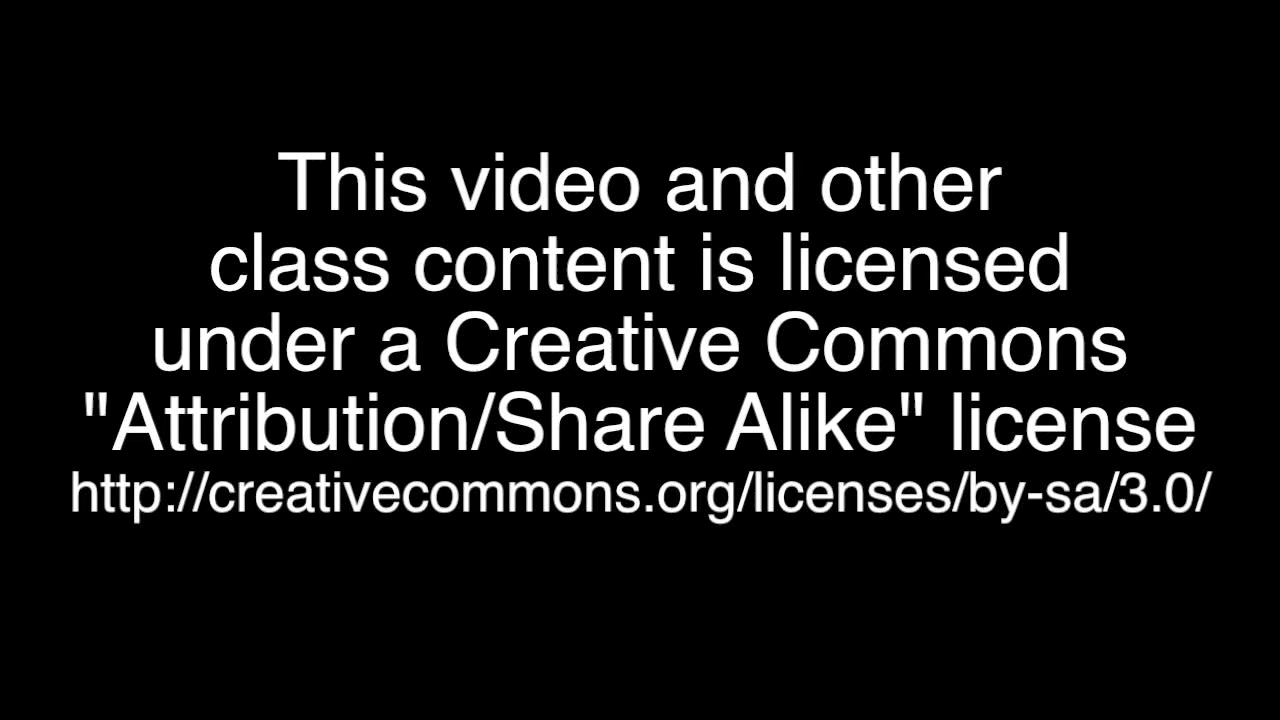 This video and other
class content is licensed
under a Creative Commons
"Attribution/Share Alike" license
http://creativecommons.org/licenses/by-sa/3.0/